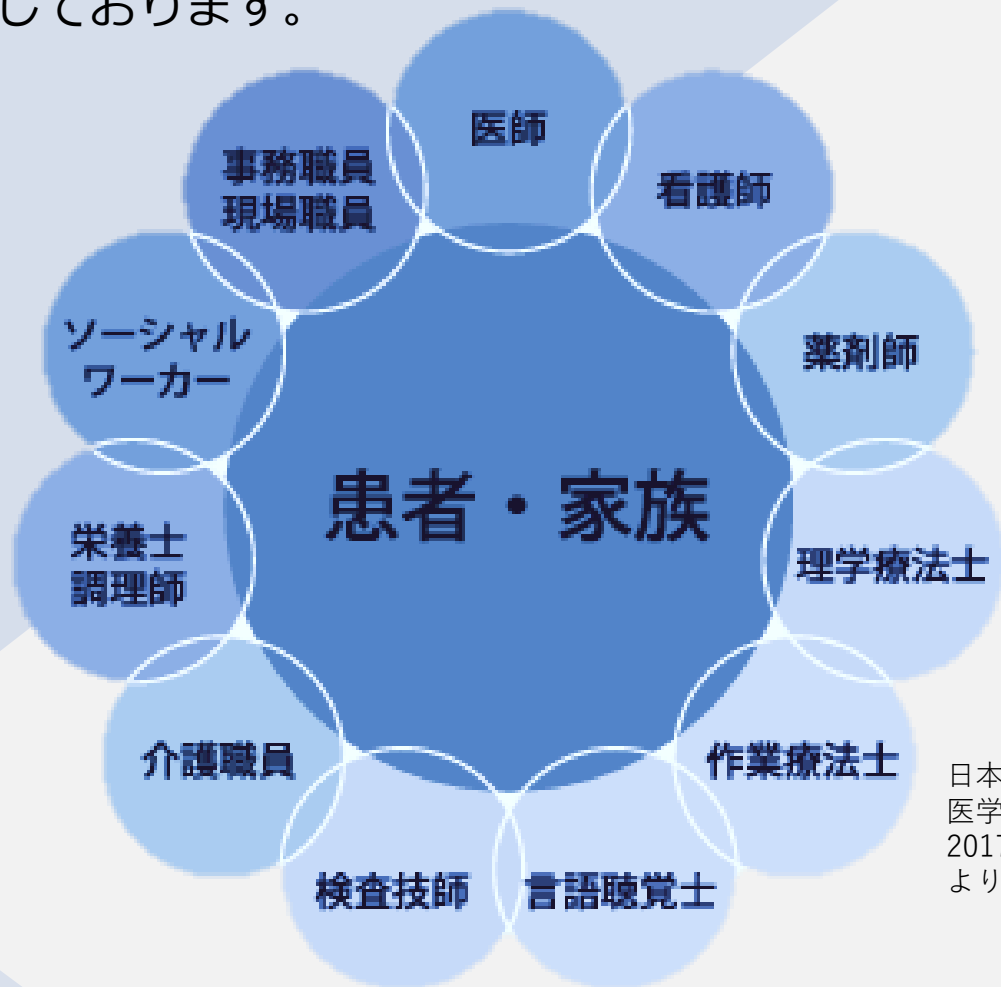 しております。
医師
看護師
薬剤師
理学療法士
作業療法士
言語聴覚士
検査技師
介護職員
栄養士
調理師
ソーシャル
ワーカー
事務職員
現場職員
患者・家族
日本
医学
2017
より